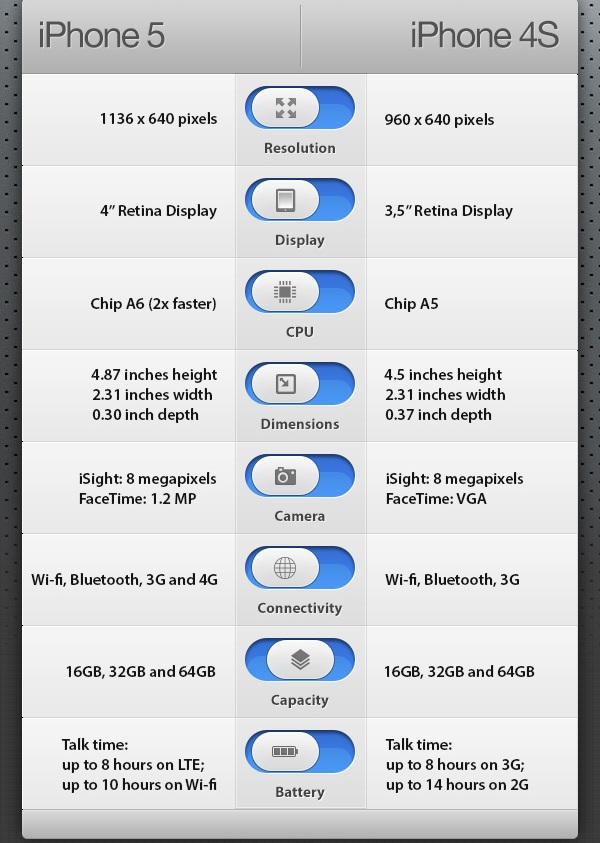 iPhone 5
iPhone 4S
1136 x 640 pixels
Resolution
960 x 640 pixels
4” Retina Display
Display
3,5” Retina Display
Chip A6 (2x faster)
CPU
Chip A5
4.87 inches height
2.31 inches width
0.30 inch depth
Dimensions
4.5 inches height
2.31 inches width
0.37 inch depth
iSight: 8 megapixels
FaceTime: 1.2 MP
Camera
iSight: 8 megapixels
FaceTime: VGA
Wi-fi, Bluetooth, 3G and 4G
Connectivity
Wi-fi, Bluetooth, 3G
16GB, 32GB and 64GB
Capacity
16GB, 32GB and 64GB
Talk time:
up to 8 hours on LTE;
up to 10 hours on Wi-fi
Battery
Talk time:
up to 8 hours on 3G;
up to 14 hours on 2G